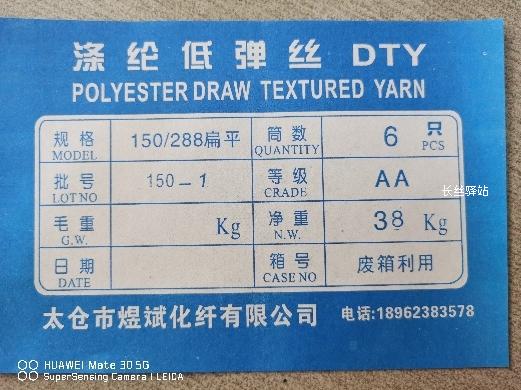 涤纶低弹丝 DTY
POLYESTER DRAW TEXTURED YARN
规格 MODEL 150/288扁平 筒数 QUANTITY 6 只 PCS
批号 LOT NO 150-1 等级 CRADE AA
长丝驿站
毛重 G.W. Kg 净重 N.W. 38 Kg
日期 DATE 箱号 CASE NO 废箱利用
太仓市煜斌化纤有限公司 电话:18962383578
HUAWEI Mate 30 5G
SuperSensing Camera | LEICA